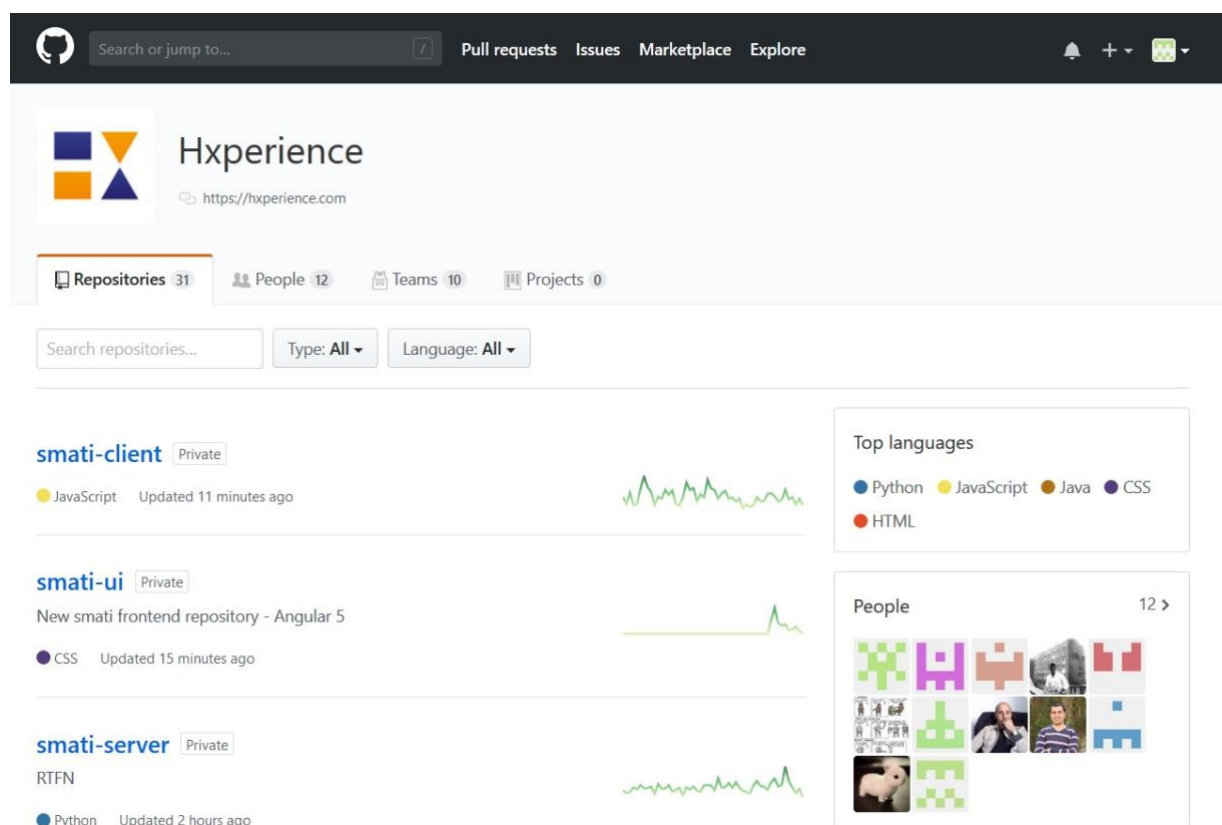 Search or jump to... / Pull requests Issues Marketplace Explore
Hxperience
https://hxperience.com
Repositories 31 People 12 Teams 10 Projects 0
Search repositories... Type: All Language: All
smati-client Private
JavaScript Updated 11 minutes ago
smati-ui Private
New smati frontend repository - Angular 5
CSS Updated 15 minutes ago
smati-server Private
RTFN
Python Updated 2 hours ago
Top languages
Python JavaScript Java CSS
HTML
People 12